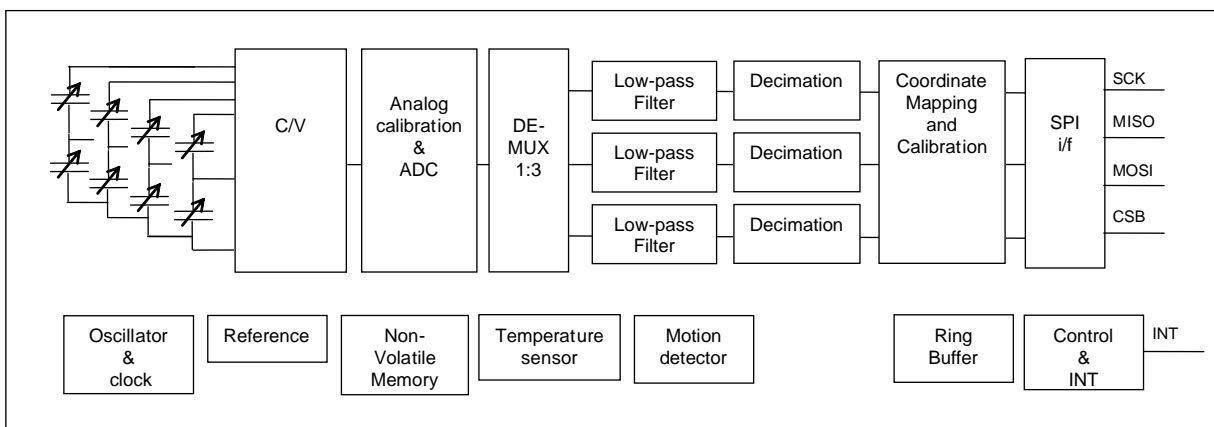 C/V
Analog
calibration
&
ADC
DE-
MUX
1:3
Low-pass
Filter
Decimation
Low-pass
Filter
Decimation
Low-pass
Filter
Decimation
Coordinate
Mapping
and
Calibration
SPI
i/f
SCK
MISO
MOSI
CSB
Oscillator
&
clock
Reference
Non-
Volatile
Memory
Temperature
sensor
Motion
detector
Ring
Buffer
Control
&
INT
INT